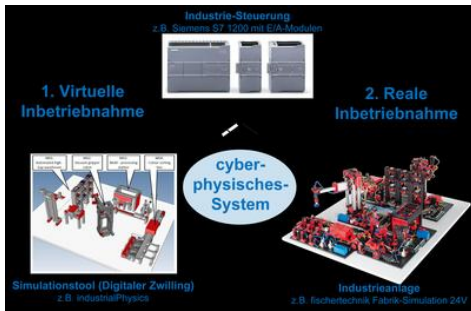 Industrie-Steuerung
z.B. Siemens S7 1200 mit E/A-Modulen
1. Virtuelle
Inbetriebnahme
2. Reale
Inbetriebnahme
cyber-
physisches-
System
Simulationstool (Digitaler Zwilling)
z.B. industrialPhysics
Industrieanlage
z.B. fischertechnik Fabrik-Simulation 24V